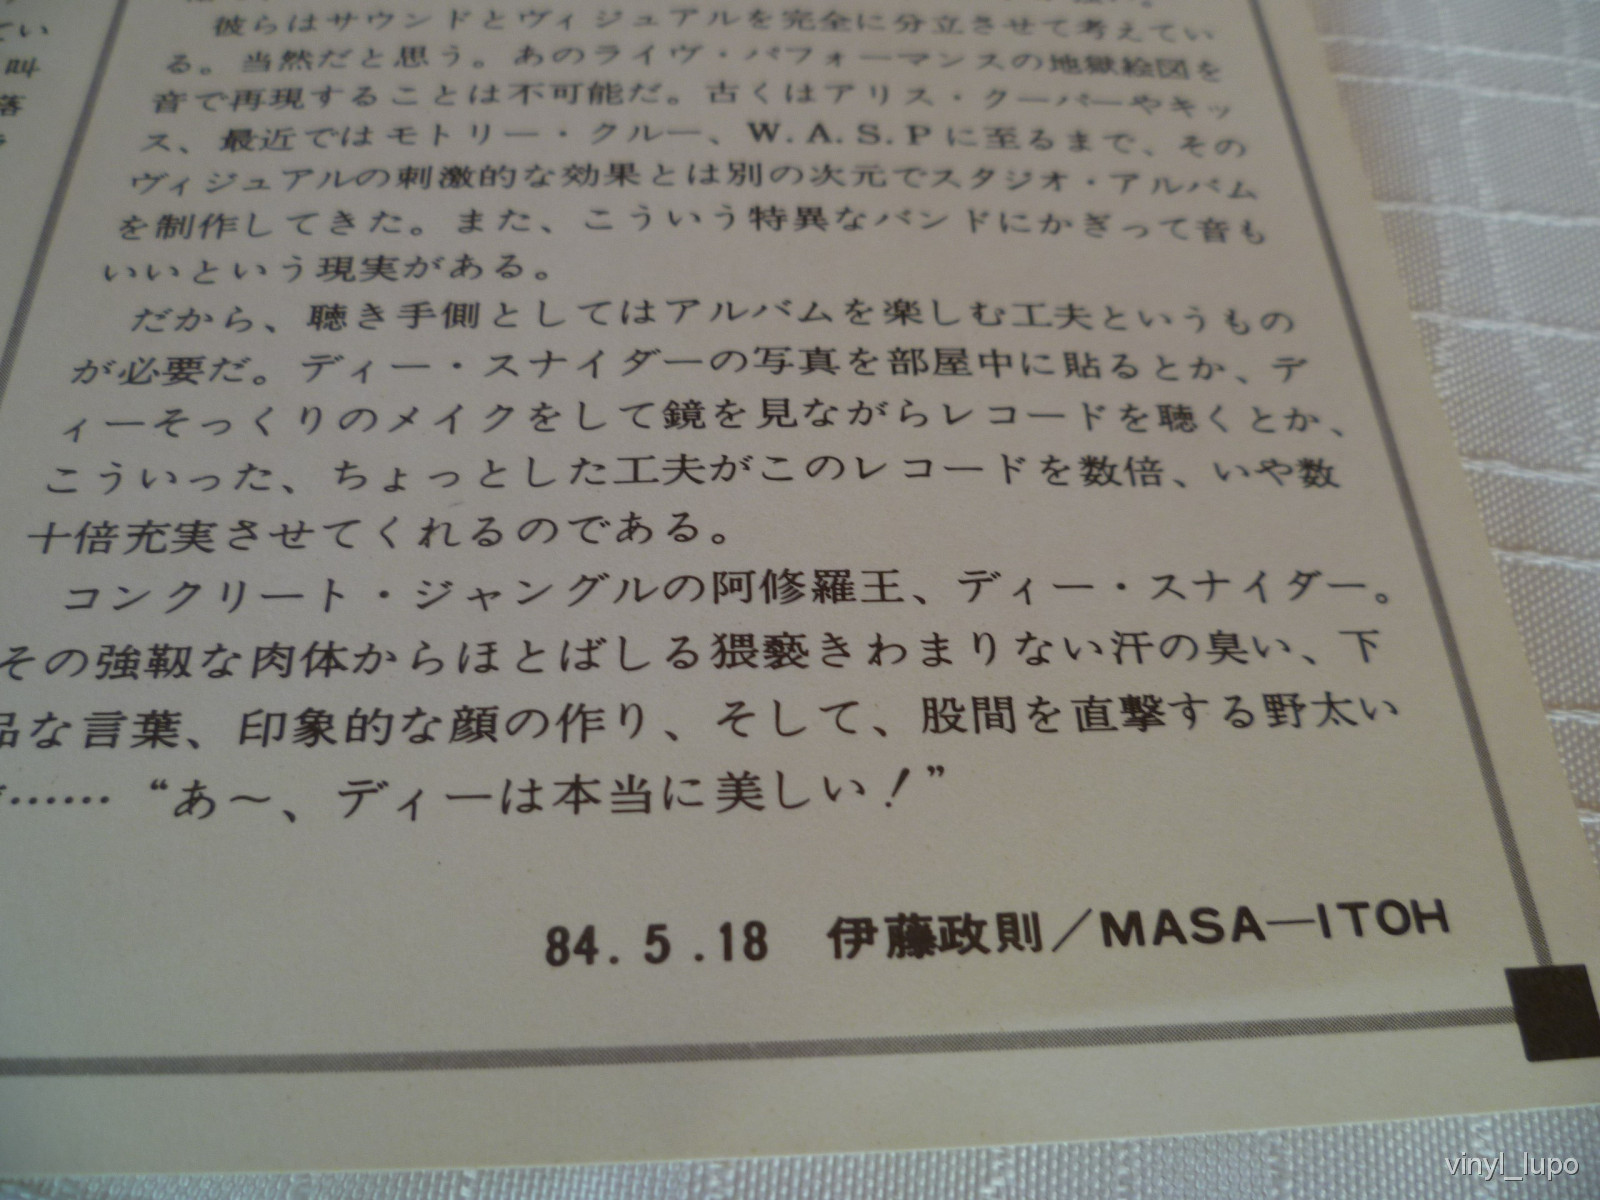 てい
叫
落
彼らはサウンドとヴィジュアルを完全に分立させて考えてい
る。当然だと思う。あのライヴ・パフォーマンスの地獄絵図を
音で再現することは不可能だ。古くはアリス・クーパーやキッ
ス、最近ではモトリー・クルー、W.A.S.Pに至るまで、その
ヴィジュアルの刺激的な効果とは別の次元でスタジオ・アルバム
を制作してきた。また、こういう特異なバンドにかぎって音も
いいという現実がある。
だから、聴き手側としてはアルバムを楽しむ工夫というもの
が必要だ。ディー・スナイダーの写真を部屋中に貼るとか、デ
ィーそっくりのメイクをして鏡を見ながらレコードを聴くとか、
こういった、ちょっとした工夫がこのレコードを数倍、いや数
十倍充実させてくれるのである。
コンクリート・ジャングルの阿修羅王、ディー・スナイダー。
その強靱な肉体からほとばしる猥褻きわまりない汗の臭い、下
品な言葉、印象的な顔の作り、そして、股間を直撃する野太い
…… “あ〜、ディーは本当に美しい！”
84.5.18 伊藤政則／MASA—ITOH
vinyl_lupo